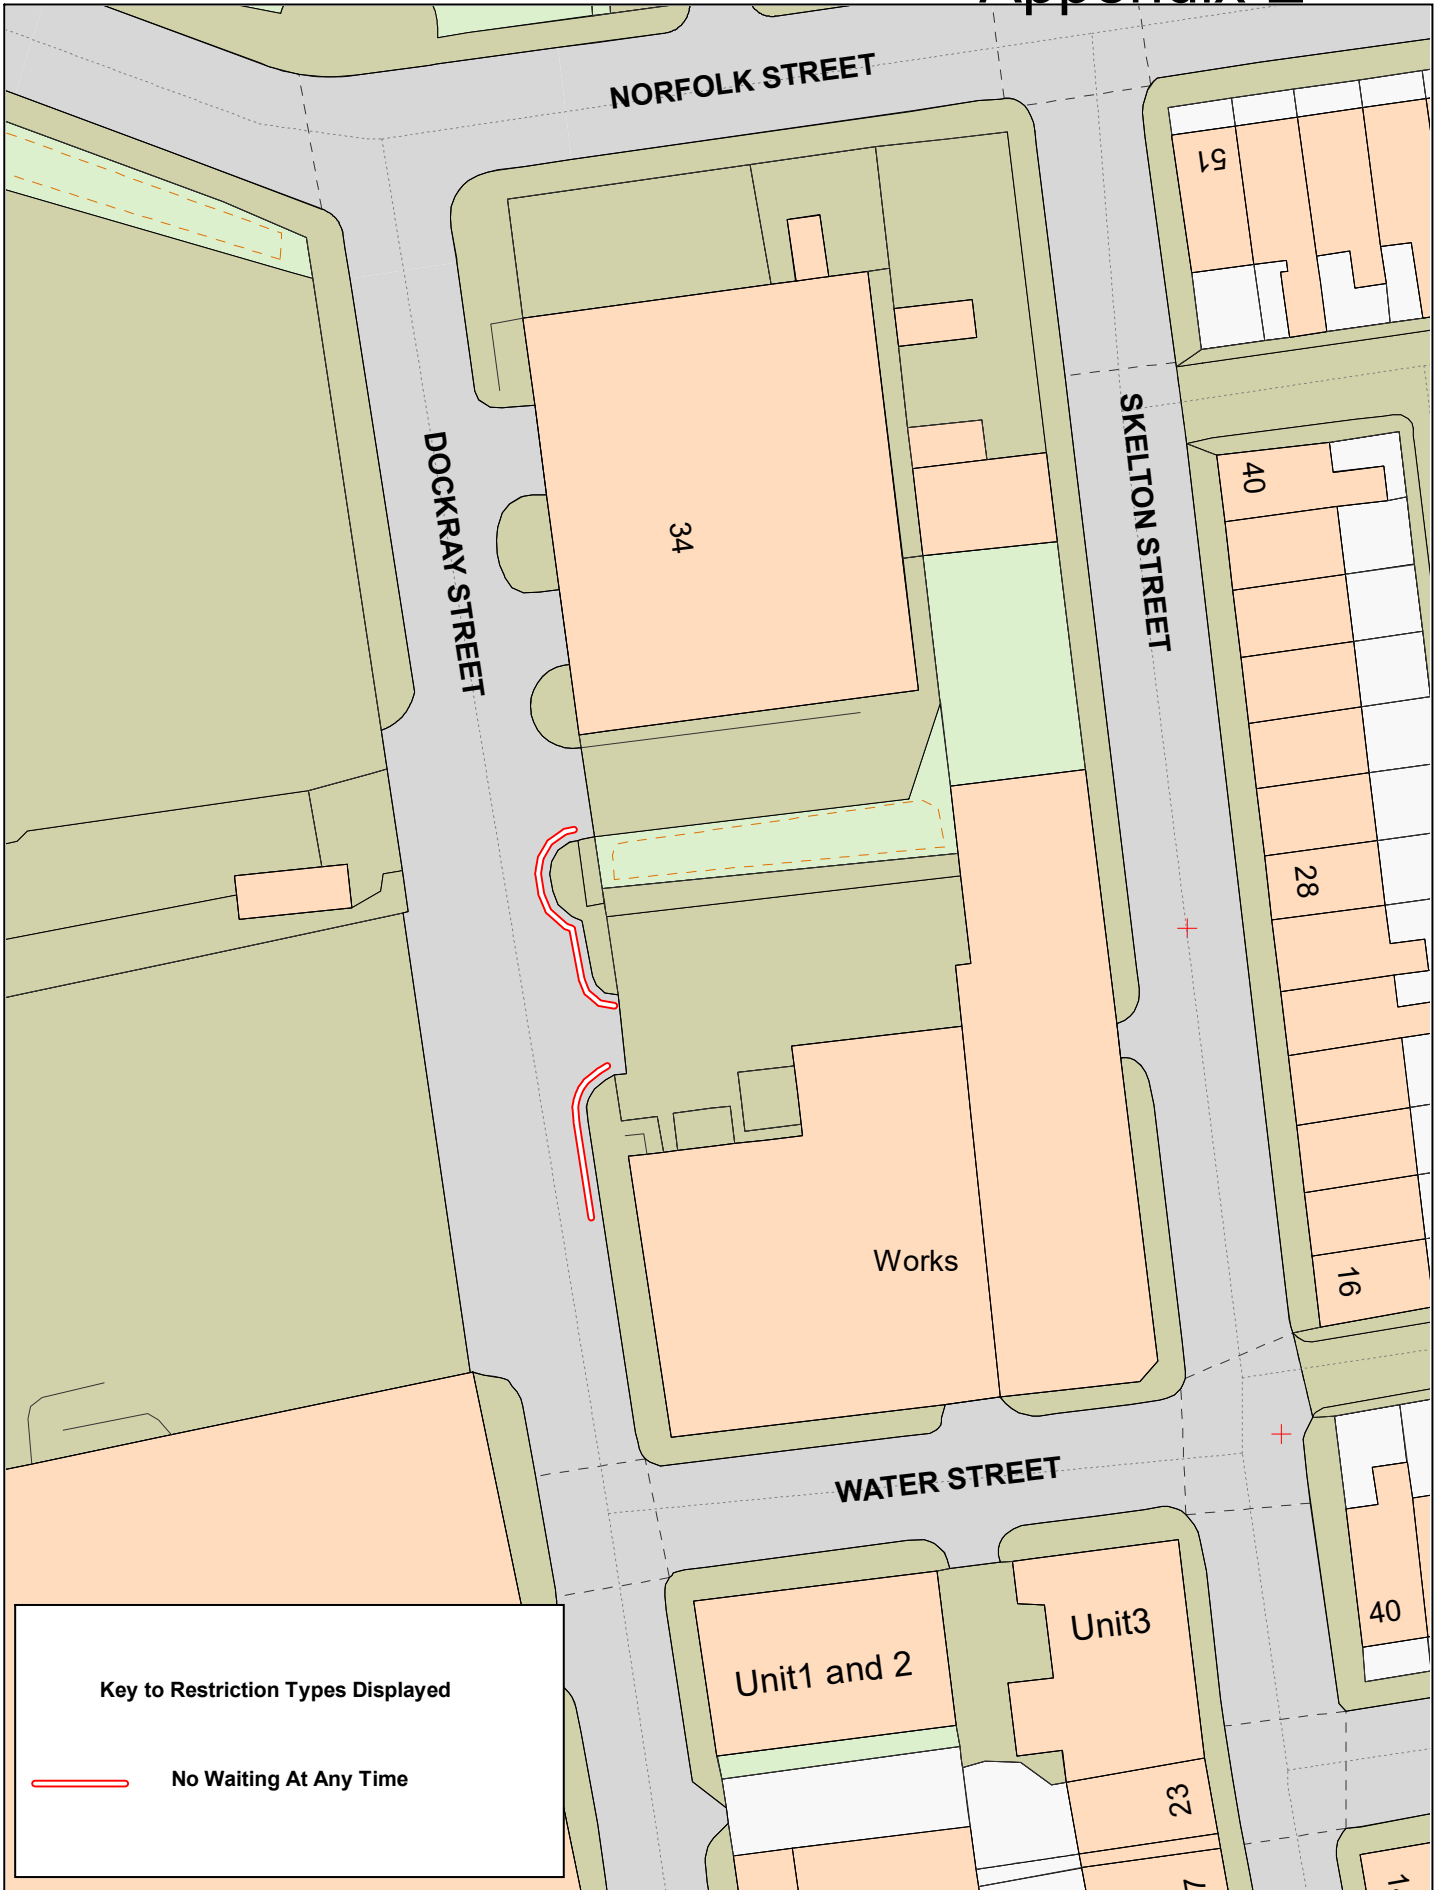 NORFOLK STREET
51
DOCKRAY STREET
SKELTON STREET
34
40
28
Works
16
WATER STREET
Unit1 and 2
Unit3
40
23
Key to Restriction Types Displayed
No Waiting At Any Time